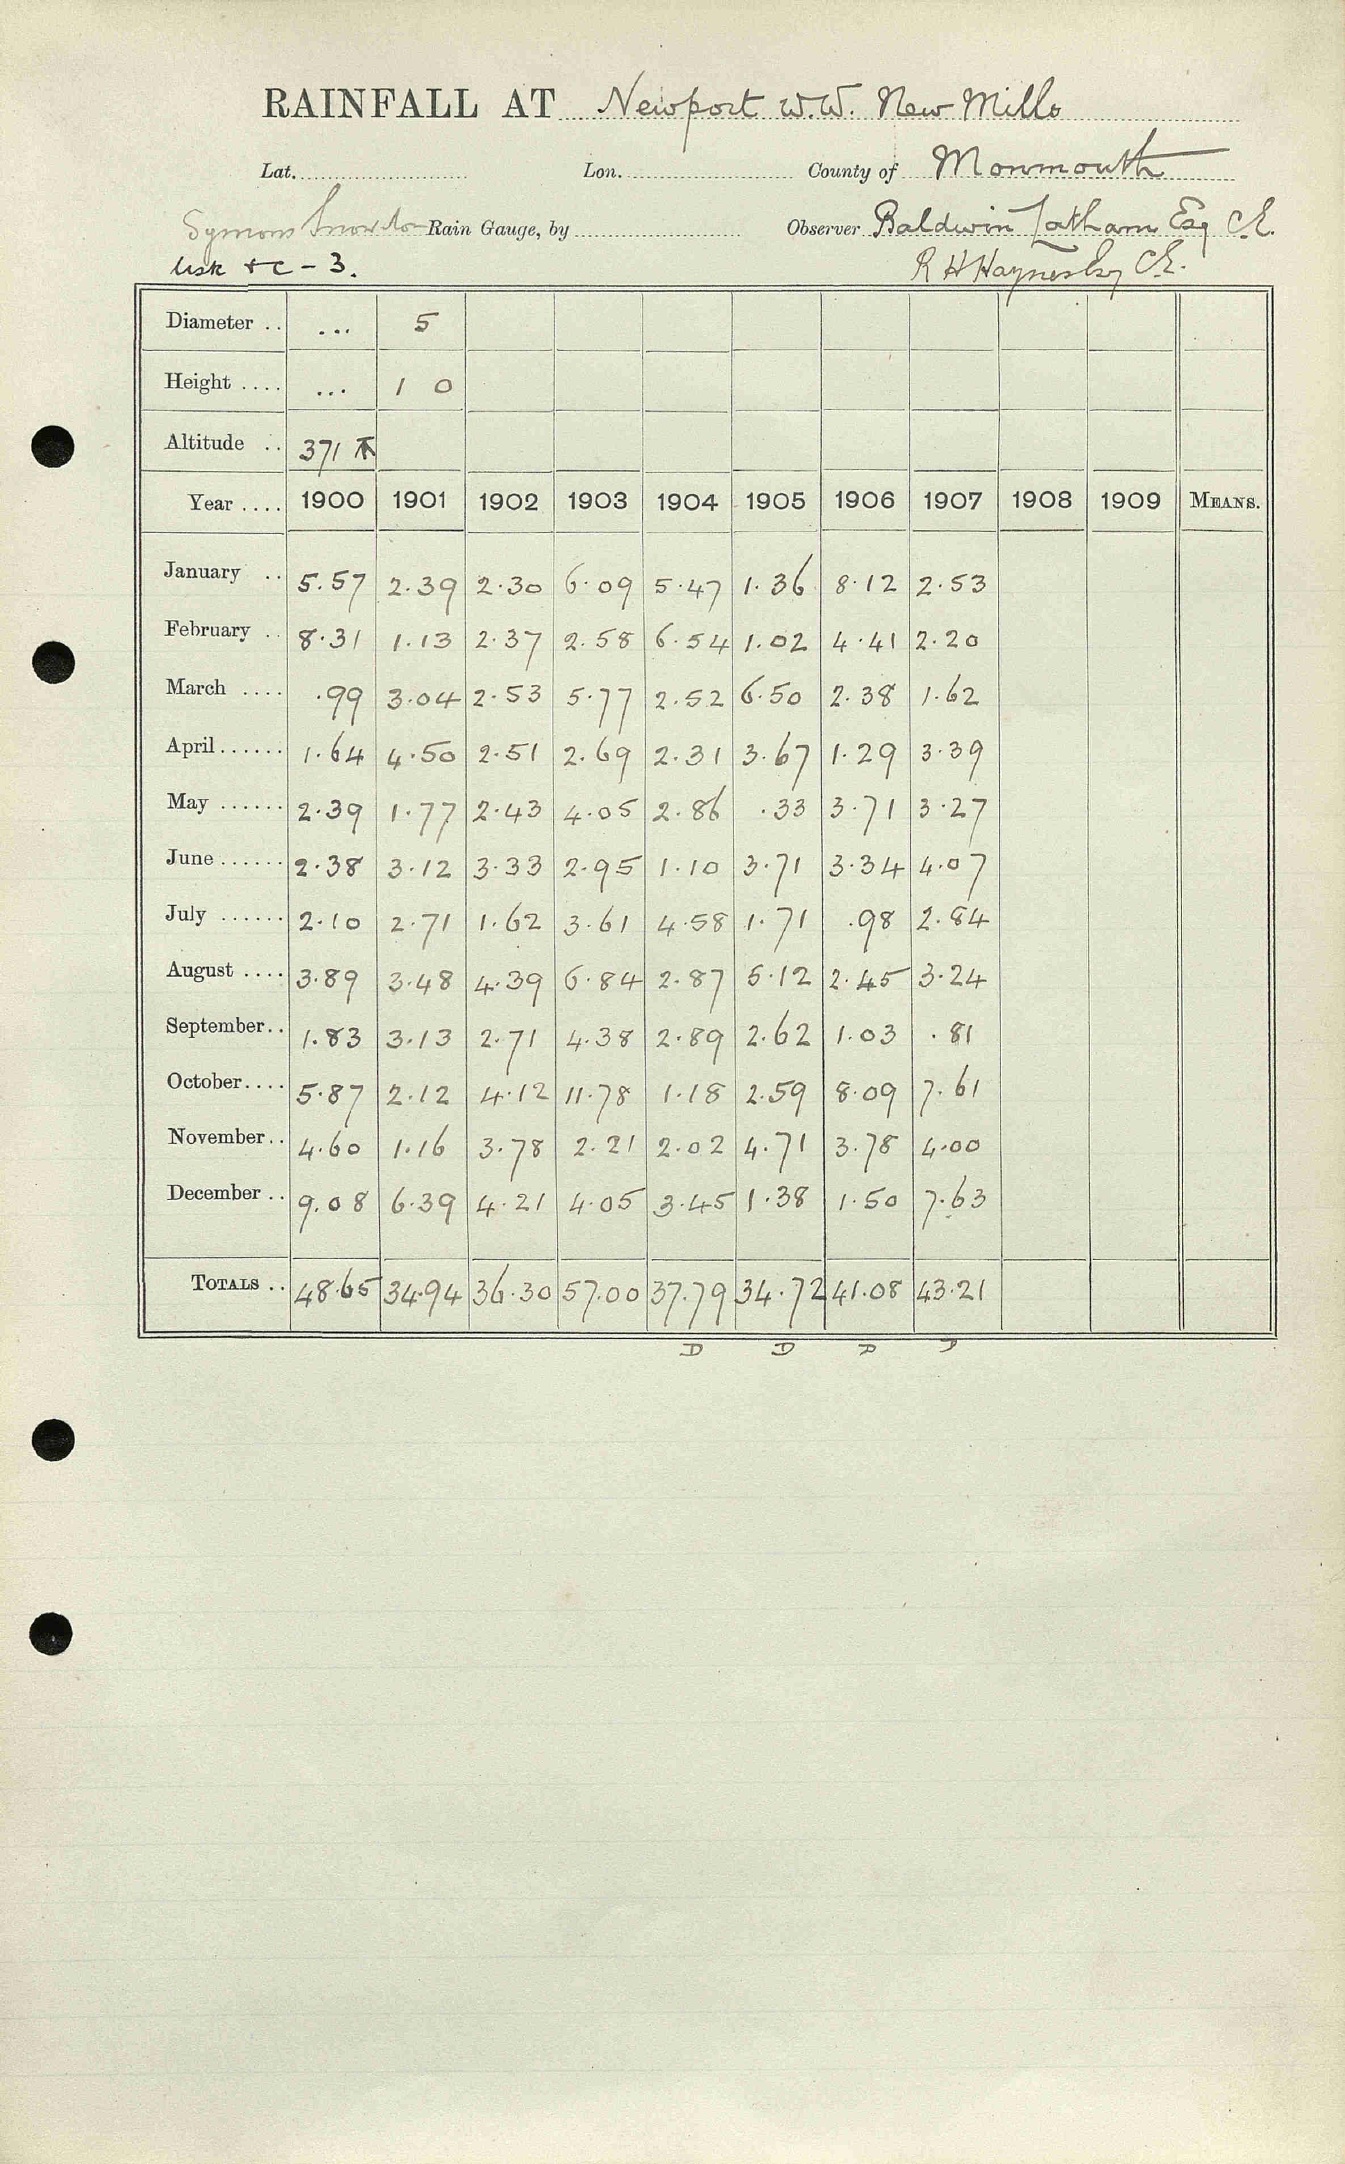 RAINFALL AT Newport W.W. New Mills
Lat. Lon. County of Monmouth
Symons Snowdon Rain Gauge, by Observer Baldwin Latham Esq C.E.
Usk &c - 3. R H Haynes Esq C.E.
Diameter .. ... 5
Height .... ... 1 0
Altitude .. 371
Year .... 1900 1901 1902 1903 1904 1905 1906 1907 1908 1909 MEANS.
January .. 5.57 2.39 2.30 6.09 5.47 1.36 8.12 2.53
February .. 8.31 1.13 2.37 2.58 6.54 1.02 4.41 2.20
March .... .99 3.04 2.53 5.77 2.52 6.50 2.38 1.62
April ...... 1.64 4.50 2.51 2.69 2.31 3.67 1.29 3.39
May ...... 2.39 1.77 2.43 4.05 2.86 .33 3.71 3.27
June ...... 2.38 3.12 3.33 2.95 1.10 3.71 3.34 4.07
July ...... 2.10 2.71 1.62 3.61 4.58 1.71 .98 2.84
August .... 3.89 3.48 4.39 6.84 2.87 5.12 2.45 3.24
September .. 1.83 3.13 2.71 4.38 2.89 2.62 1.03 .81
October .... 5.87 2.12 4.12 11.78 1.18 2.59 8.09 7.61
November .. 4.60 1.16 3.78 2.21 2.02 4.71 3.78 4.00
December .. 9.08 6.39 4.21 4.05 3.45 1.38 1.50 7.63
TOTALS .. 48.65 34.94 36.30 57.00 37.79 34.72 41.08 43.21
D D